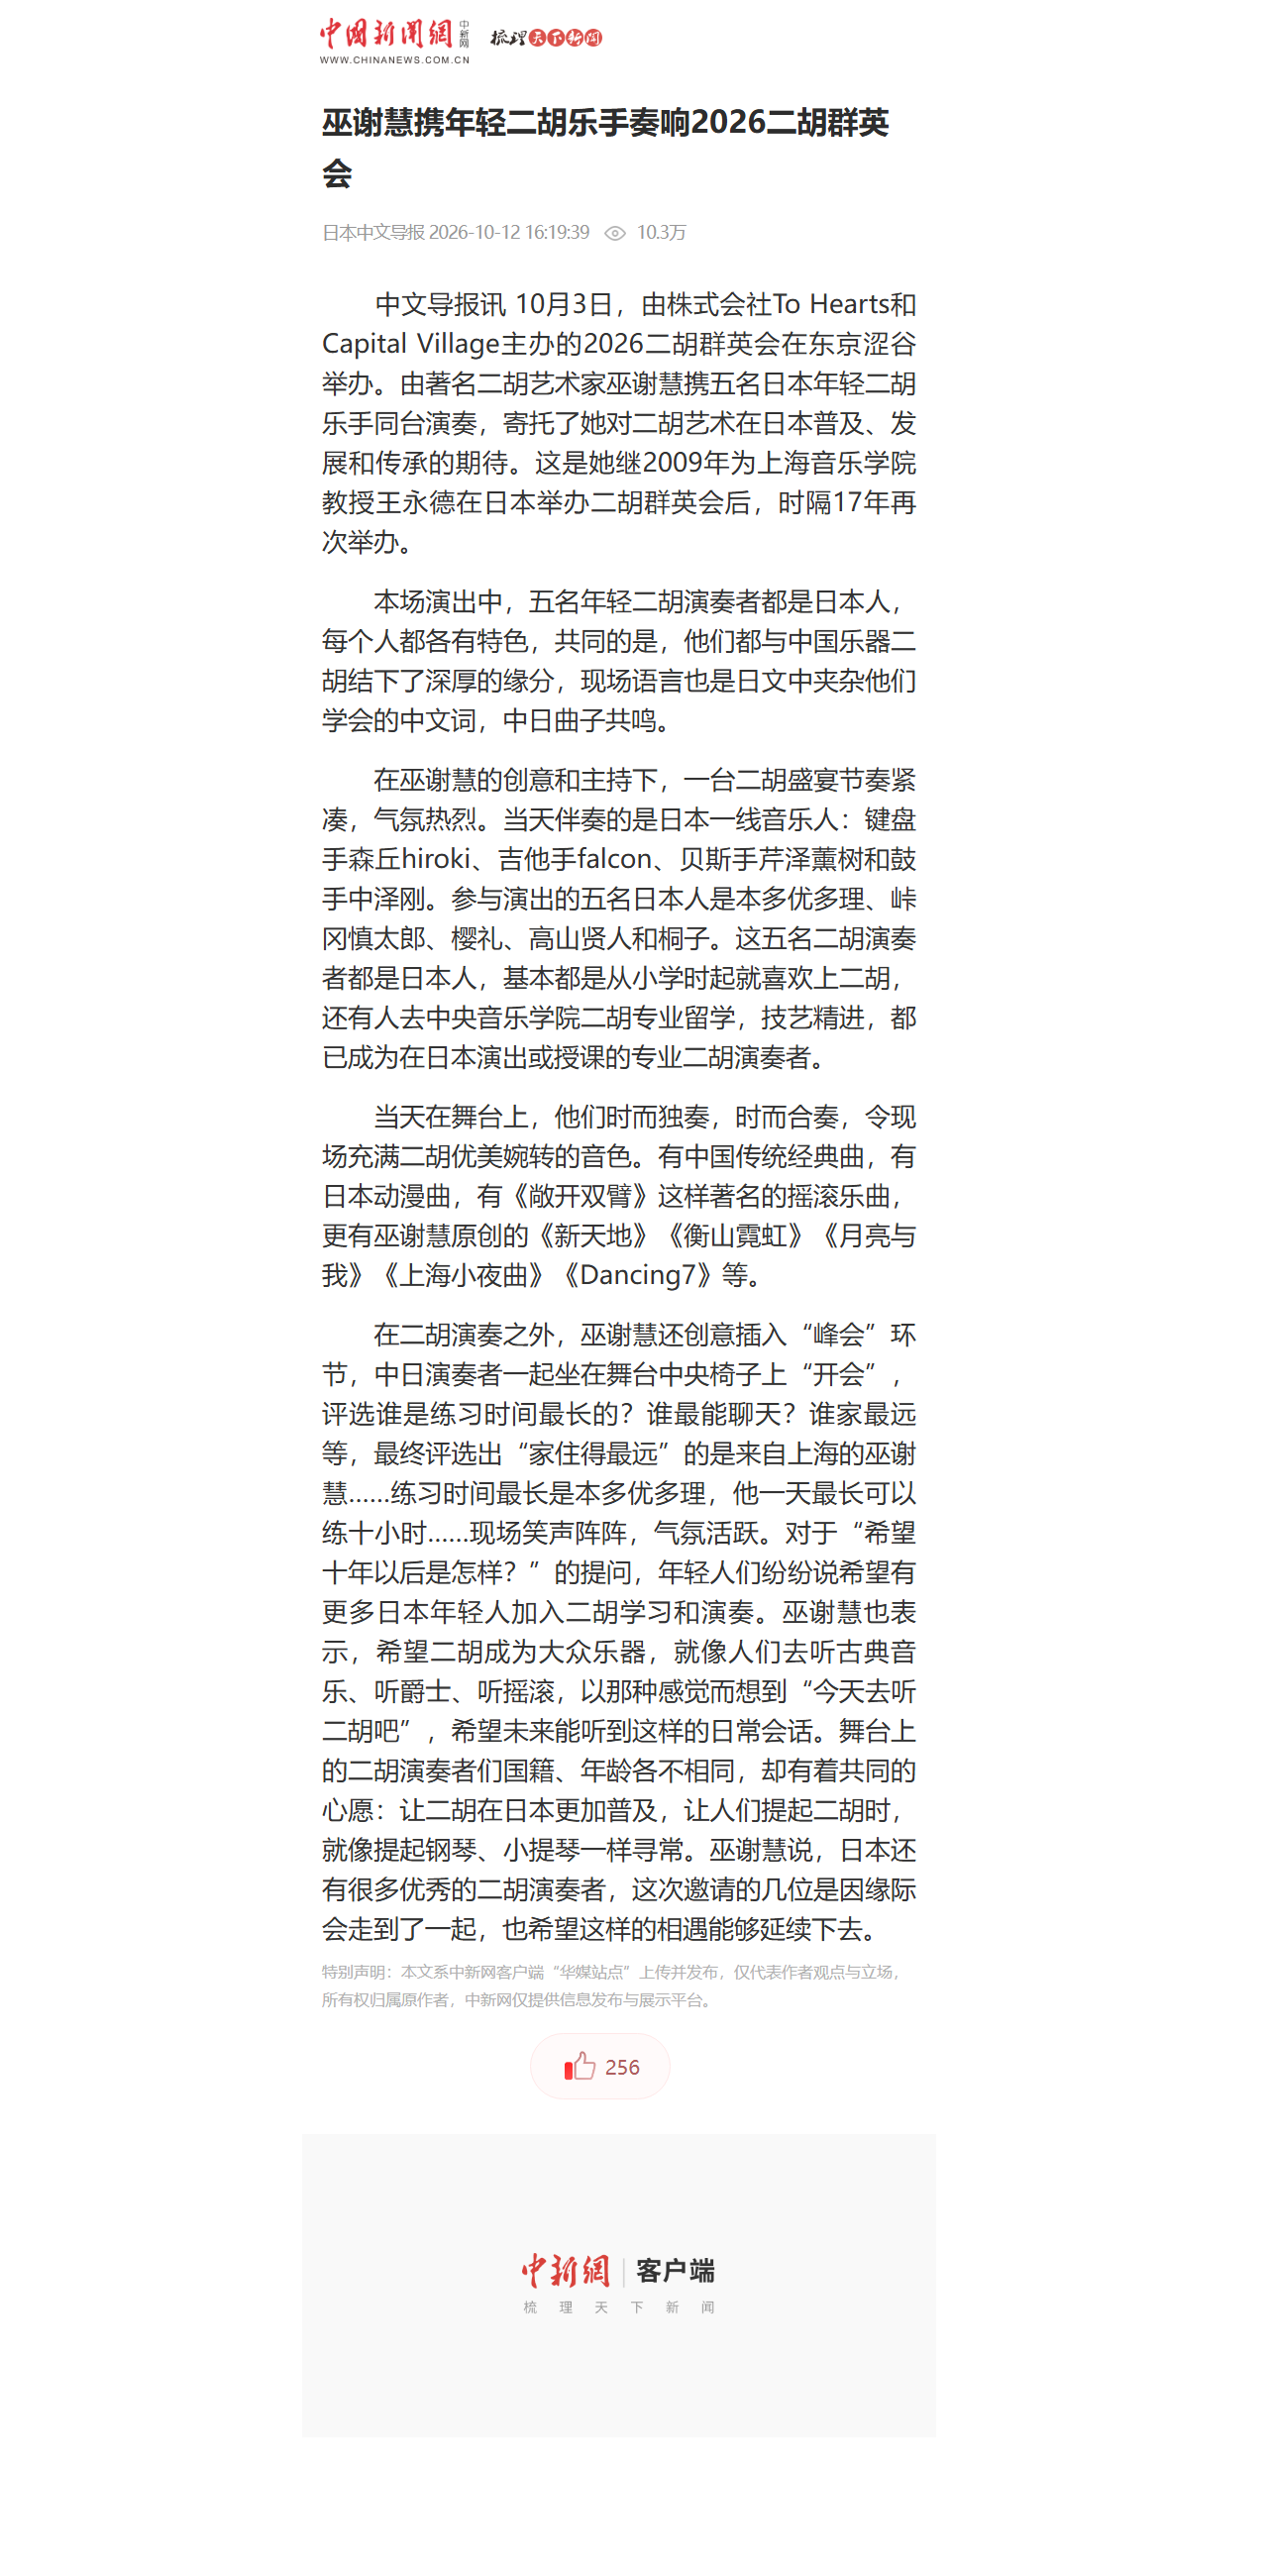 中国新闻網 中新网
WWW.CHINANEWS.COM.CN
梳理天下新闻
巫谢慧携年轻二胡乐手奏响2026二胡群英
会
日本中文导报 2026-10-12 16:19:39 10.3万
中文导报讯 10月3日，由株式会社To Hearts和
Capital Village主办的2026二胡群英会在东京涩谷
举办。由著名二胡艺术家巫谢慧携五名日本年轻二胡
乐手同台演奏，寄托了她对二胡艺术在日本普及、发
展和传承的期待。这是她继2009年为上海音乐学院
教授王永德在日本举办二胡群英会后，时隔17年再
次举办。
本场演出中，五名年轻二胡演奏者都是日本人，
每个人都各有特色，共同的是，他们都与中国乐器二
胡结下了深厚的缘分，现场语言也是日文中夹杂他们
学会的中文词，中日曲子共鸣。
在巫谢慧的创意和主持下，一台二胡盛宴节奏紧
凑，气氛热烈。当天伴奏的是日本一线音乐人：键盘
手森丘hiroki、吉他手falcon、贝斯手芹泽薰树和鼓
手中泽刚。参与演出的五名日本人是本多优多理、峠
冈慎太郎、樱礼、高山贤人和桐子。这五名二胡演奏
者都是日本人，基本都是从小学时起就喜欢上二胡，
还有人去中央音乐学院二胡专业留学，技艺精进，都
已成为在日本演出或授课的专业二胡演奏者。
当天在舞台上，他们时而独奏，时而合奏，令现
场充满二胡优美婉转的音色。有中国传统经典曲，有
日本动漫曲，有《敞开双臂》这样著名的摇滚乐曲，
更有巫谢慧原创的《新天地》《衡山霓虹》《月亮与
我》《上海小夜曲》《Dancing7》等。
在二胡演奏之外，巫谢慧还创意插入“峰会”环
节，中日演奏者一起坐在舞台中央椅子上“开会”，
评选谁是练习时间最长的？谁最能聊天？谁家最远
等，最终评选出“家住得最远”的是来自上海的巫谢
慧……练习时间最长是本多优多理，他一天最长可以
练十小时……现场笑声阵阵，气氛活跃。对于“希望
十年以后是怎样？”的提问，年轻人们纷纷说希望有
更多日本年轻人加入二胡学习和演奏。巫谢慧也表
示，希望二胡成为大众乐器，就像人们去听古典音
乐、听爵士、听摇滚，以那种感觉而想到“今天去听
二胡吧”，希望未来能听到这样的日常会话。舞台上
的二胡演奏者们国籍、年龄各不相同，却有着共同的
心愿：让二胡在日本更加普及，让人们提起二胡时，
就像提起钢琴、小提琴一样寻常。巫谢慧说，日本还
有很多优秀的二胡演奏者，这次邀请的几位是因缘际
会走到了一起，也希望这样的相遇能够延续下去。
特别声明：本文系中新网客户端“华媒站点”上传并发布，仅代表作者观点与立场，
所有权归属原作者，中新网仅提供信息发布与展示平台。
256
中新網 客户端
梳理天下新闻